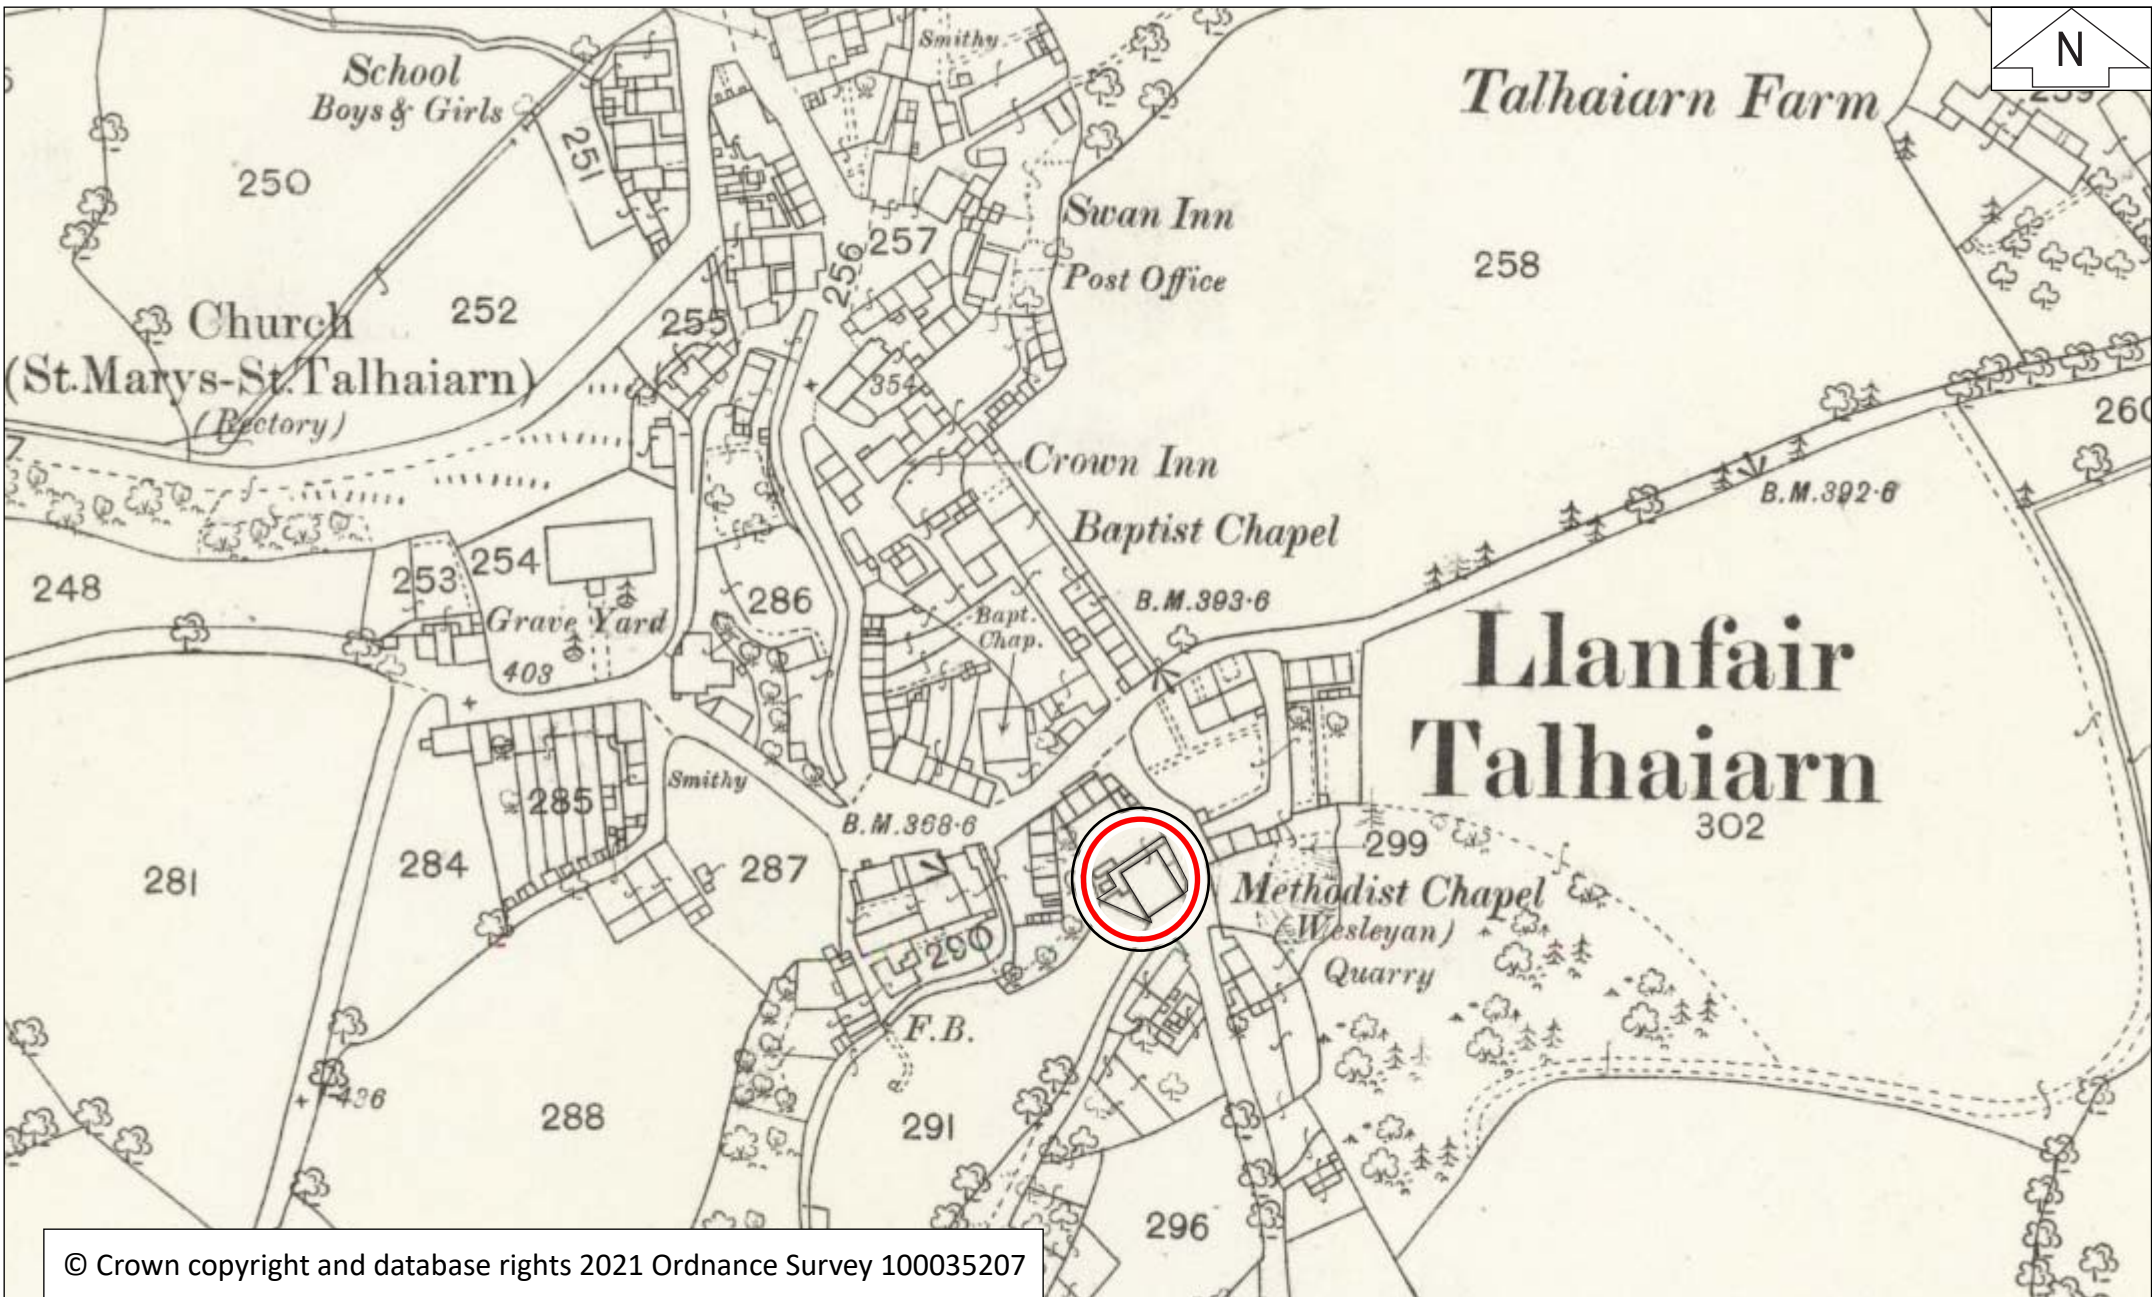 N
School
Boys & Girls
Smithy
Talhaiarn Farm
259
250
251
Swan Inn
257
256
Post Office
258
Church
252
255
(St.Marys-St.Talhaiarn)
(Rectory)
354
260
Crown Inn
B.M.392·6
Baptist Chapel
254
253
248
286
B.M.393·6
Bapt.
Chap.
Grave Yard
403
Llanfair
Talhaiarn
302
Smithy
285
B.M.368·6
299
284
287
281
Methodist Chapel
(Wesleyan)
290
Quarry
F.B.
436
288
291
296
© Crown copyright and database rights 2021 Ordnance Survey 100035207